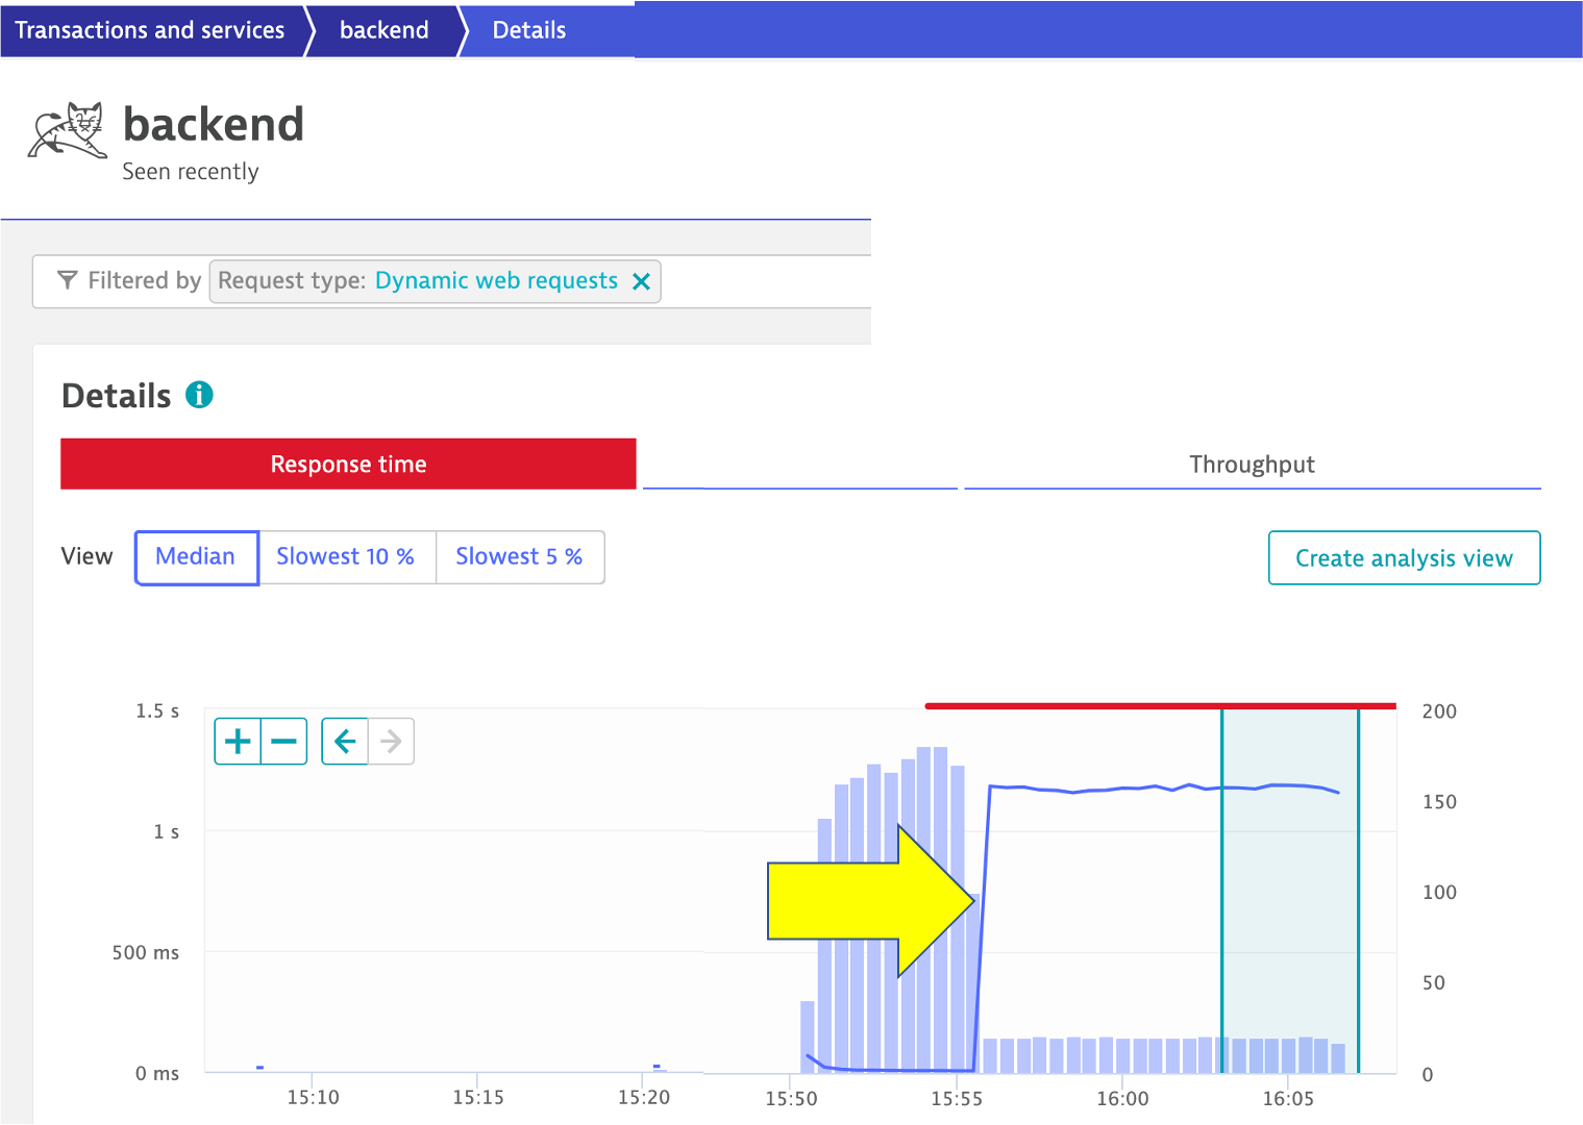 Transactions and services backend Details
backend
Seen recently
Filtered by Request type: Dynamic web requests
Details
Response time Throughput
View Median Slowest 10 % Slowest 5 % Create analysis view
1.5 s 200
150
1 s
100
500 ms
50
0 ms 0
15:10 15:15 15:20 15:50 15:55 16:00 16:05